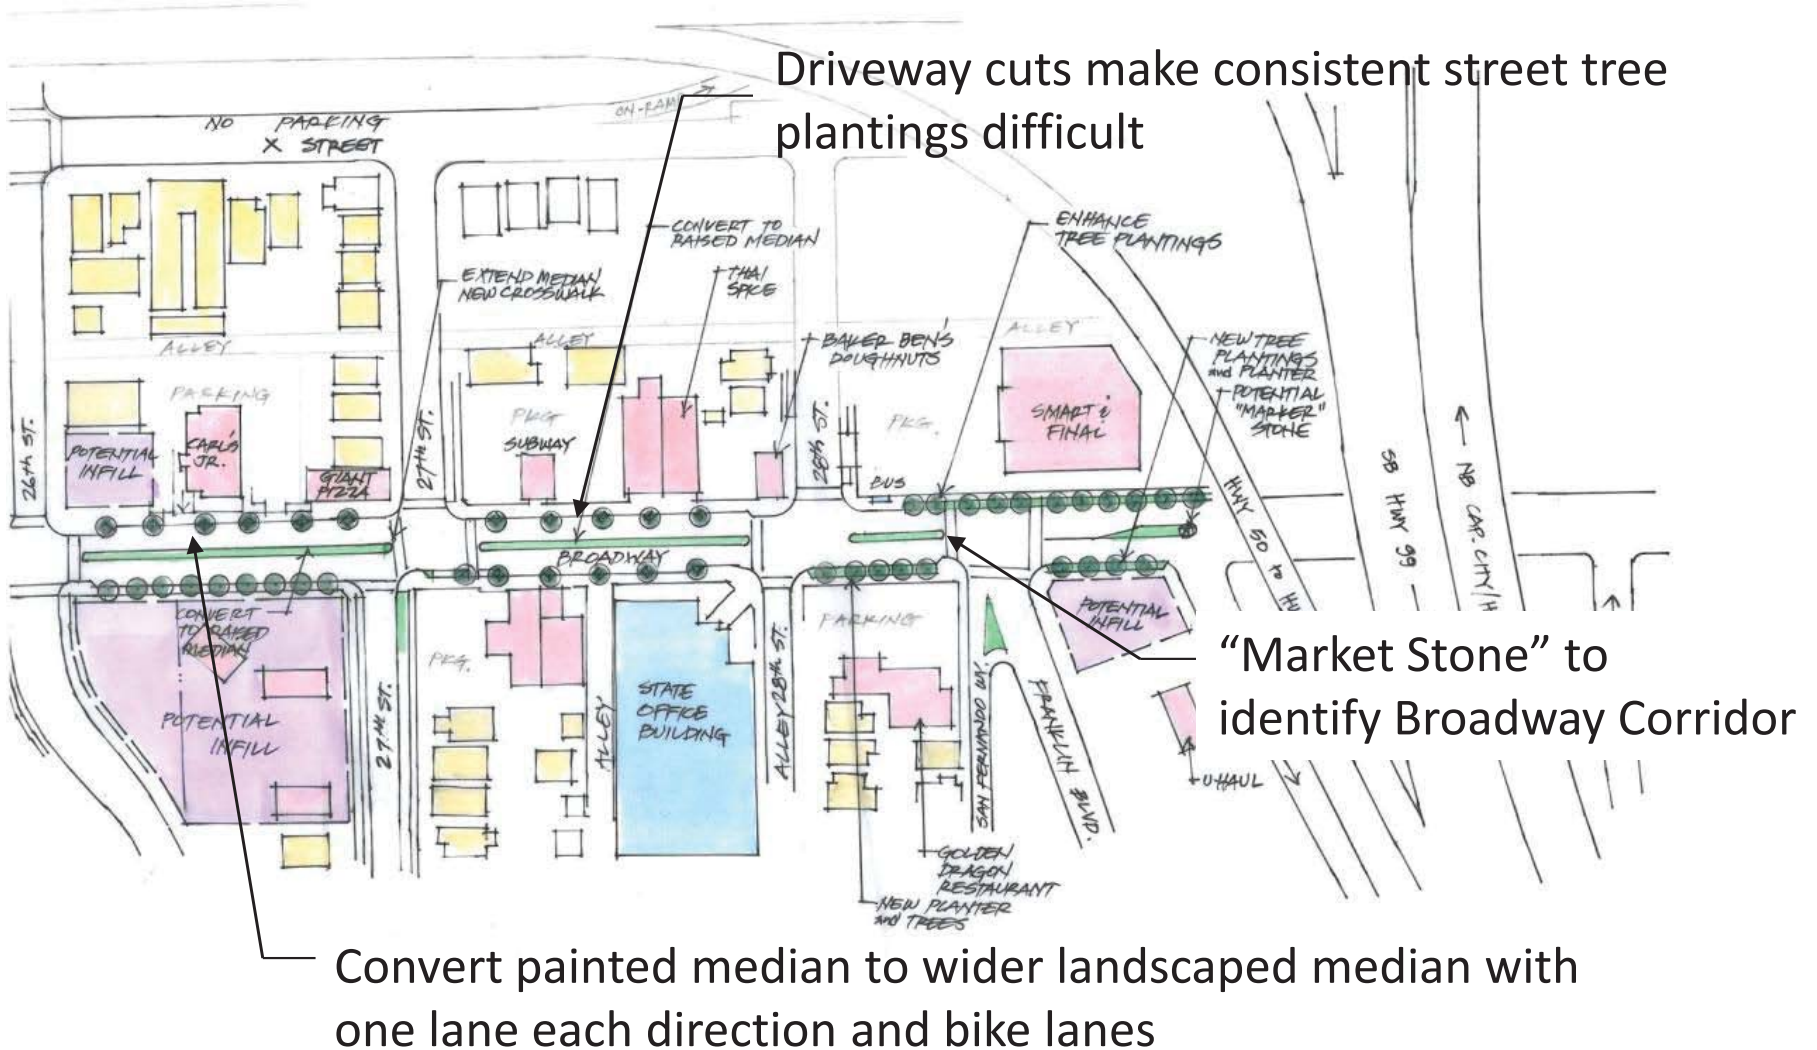 Driveway cuts make consistent street tree
plantings difficult
ON-RAMP
NO PARKING
X STREET
CONVERT TO
RAISED MEDIAN
ENHANCE
TREE PLANTINGS
EXTEND MEDIAN
NEW CROSSWALK
THAI
SPICE
ALLEY
ALLEY
ALLEY
BAKER BEN'S
DOUGHNUTS
NEW TREE
PLANTINGS
and PLANTER
POTENTIAL
"MARKER"
STONE
PARKING
26th ST.
POTENTIAL
INFILL
CARL'S
JR.
GIANT
PIZZA
27th ST.
PKG
SUBWAY
28th ST.
PKG.
BUS
SMART &
FINAL
HWY 50 to
SB HWY 99
NB CAP. CITY/
BROADWAY
CONVERT
TO RAISED
MEDIAN
POTENTIAL
INFILL
27TH ST.
PKG.
ALLEY
STATE
OFFICE
BUILDING
ALLEY 28th ST.
PARKING
SAN FERNANDO WY.
FRANKLIN BLVD.
POTENTIAL
INFILL
"Market Stone" to
identify Broadway Corridor
U-HAUL
GOLDEN
DRAGON
RESTAURANT
NEW PLANTER
and TREES
Convert painted median to wider landscaped median with
one lane each direction and bike lanes